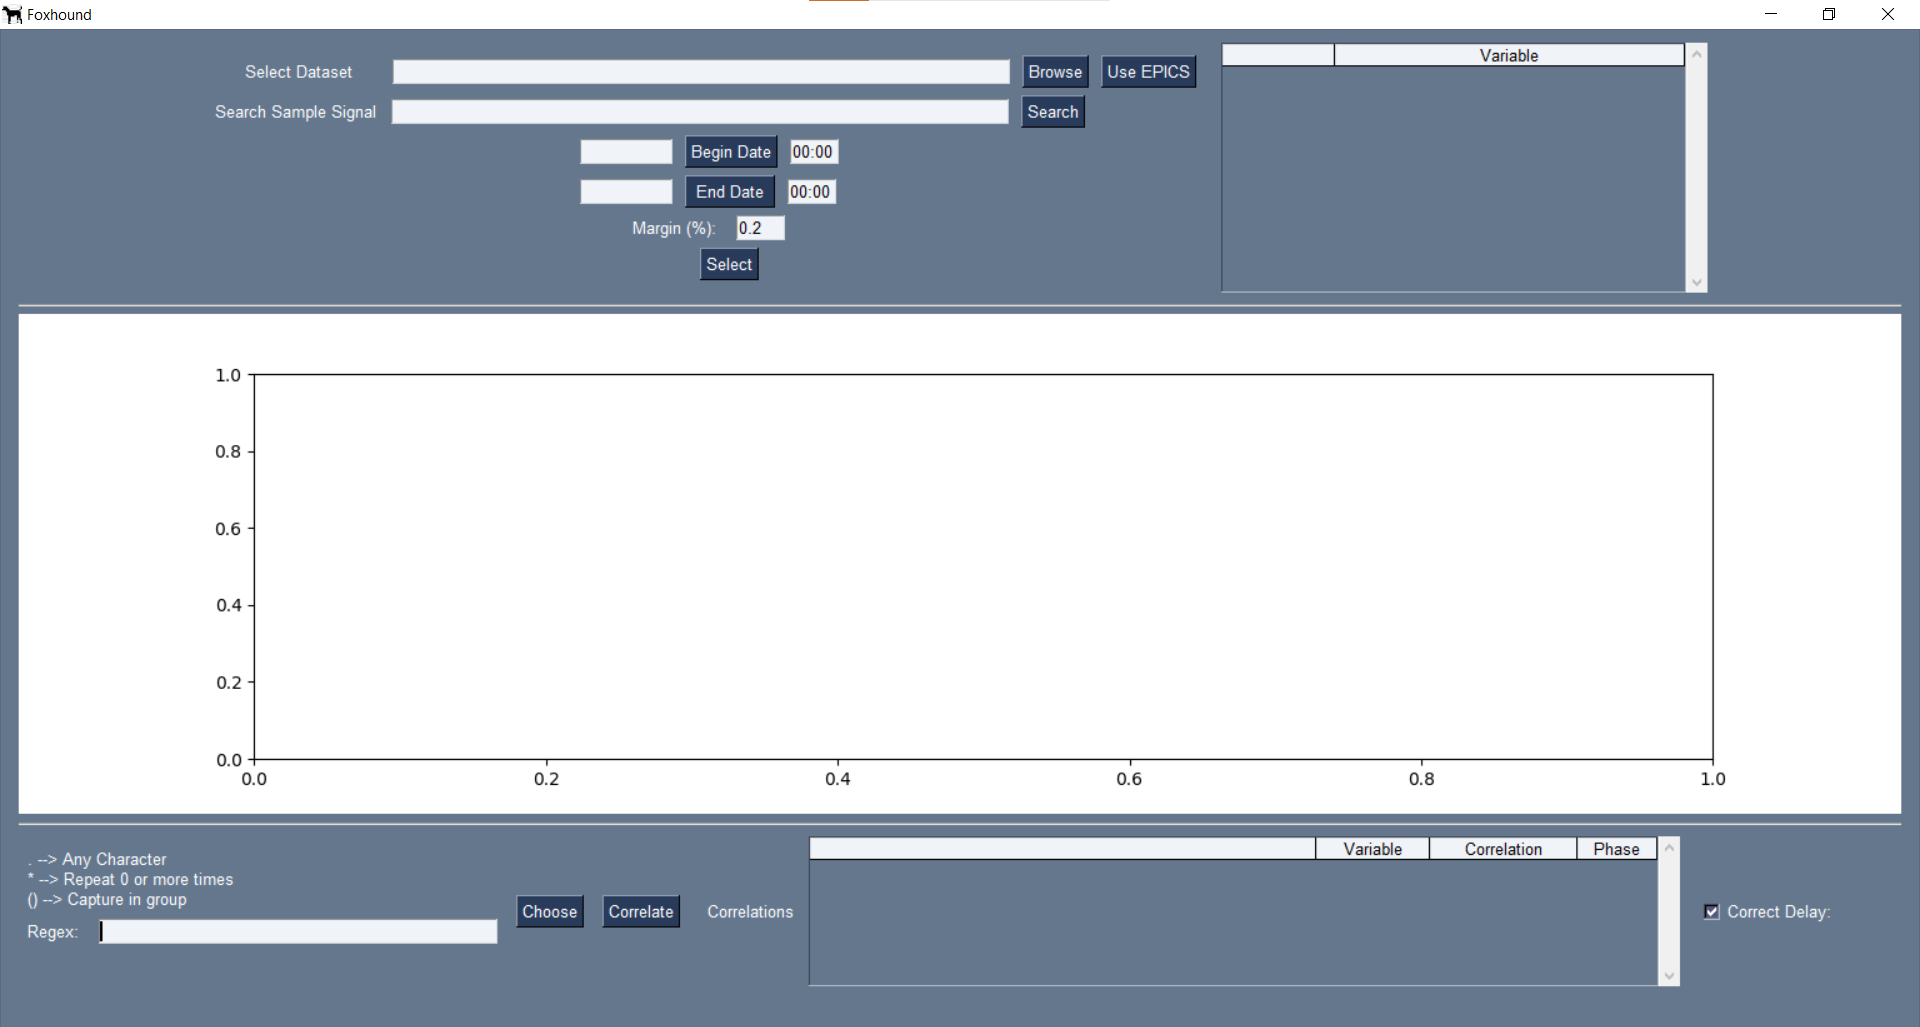 Foxhound
Select Dataset Browse Use EPICS
Search Sample Signal Search
Begin Date 00:00
End Date 00:00
Margin (%): 0.2
Select
Variable
1.0
0.8
0.6
0.4
0.2
0.0
0.0 0.2 0.4 0.6 0.8 1.0
. --> Any Character
* --> Repeat 0 or more times
() --> Capture in group
Regex:
Choose Correlate Correlations
Variable Correlation Phase
Correct Delay: